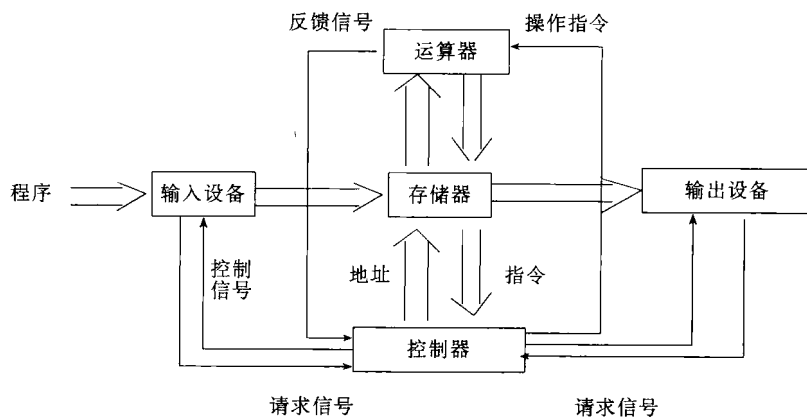 反馈信号
操作指令
运算器
程序
输入设备
存储器
输出设备
控制
信号
地址
指令
控制器
请求信号
请求信号